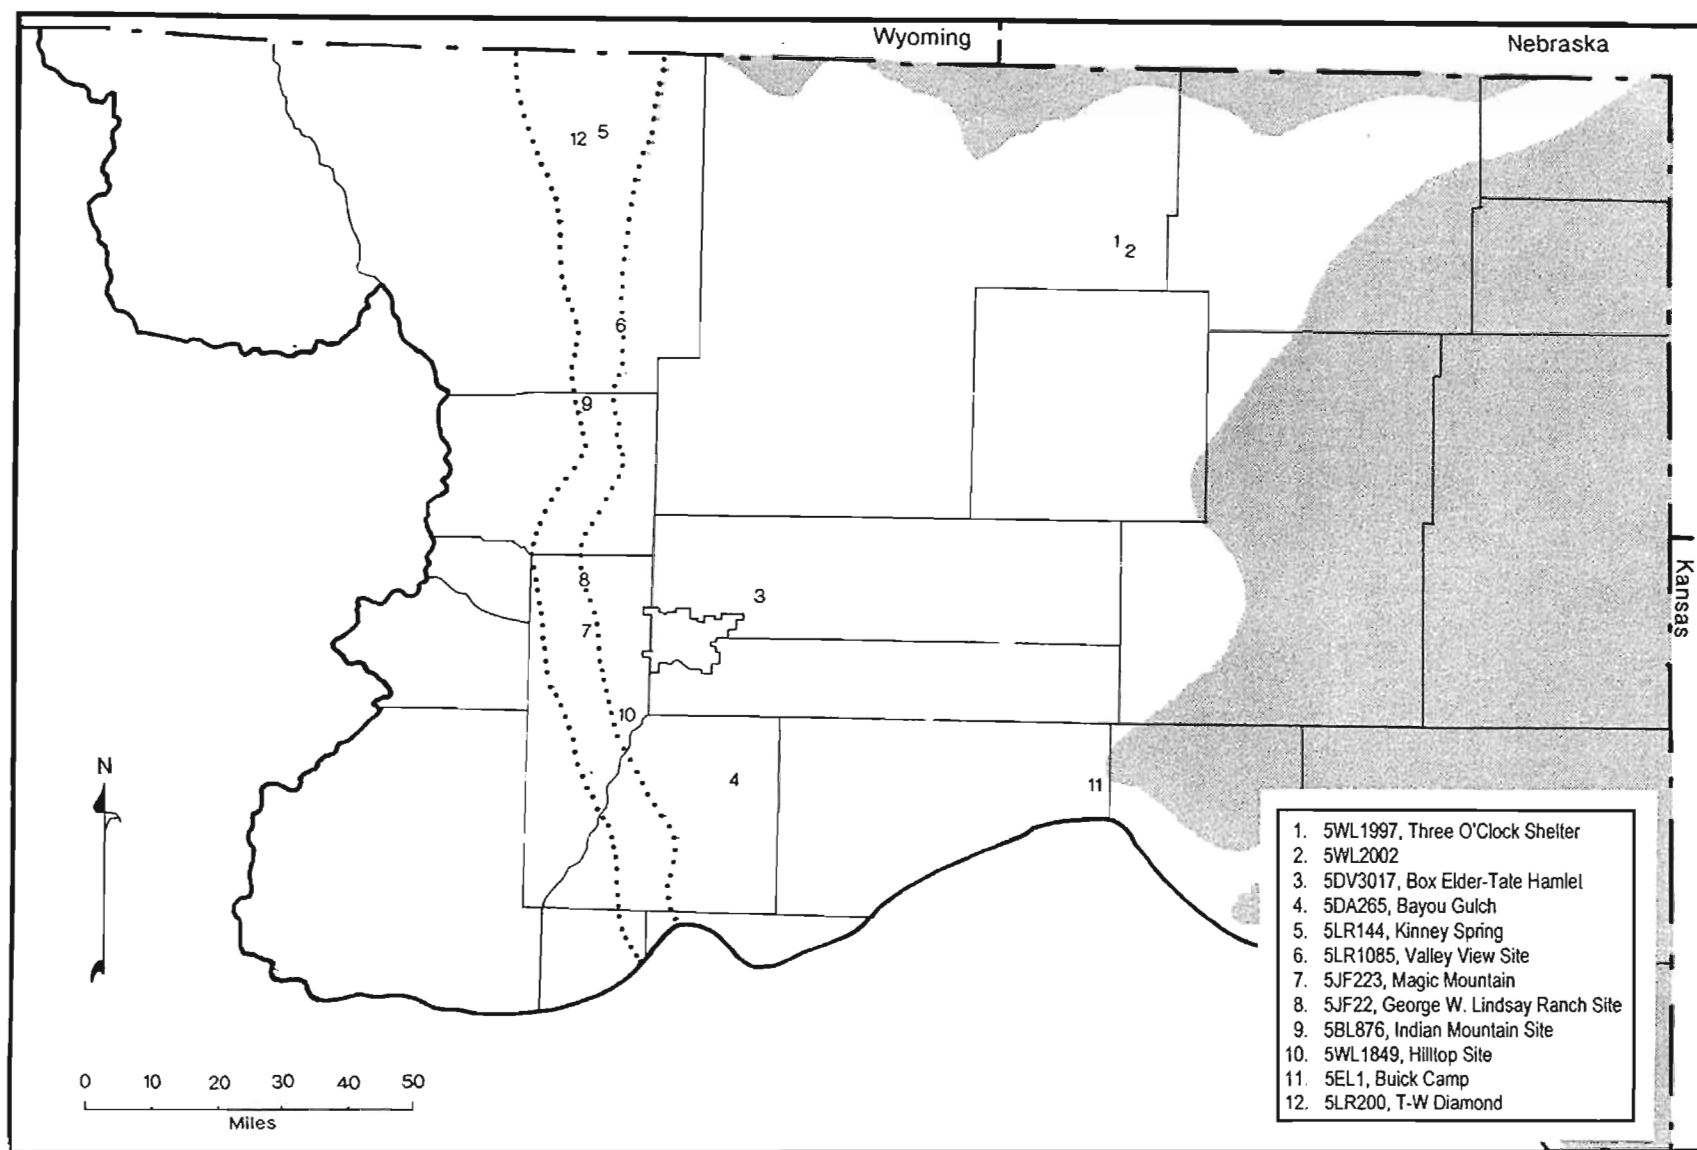 Wyoming
Nebraska
12 5
1 2
6
9
8
3
7
10
4
11
Kansas
N
0 10 20 30 40 50
Miles
1. 5WL1997, Three O'Clock Shelter
2. 5WL2002
3. 5DV3017, Box Elder-Tate Hamlet
4. 5DA265, Bayou Gulch
5. 5LR144, Kinney Spring
6. 5LR1085, Valley View Site
7. 5JF223, Magic Mountain
8. 5JF22, George W. Lindsay Ranch Site
9. 5BL876, Indian Mountain Site
10. 5WL1849, Hilltop Site
11. 5EL1, Buick Camp
12. 5LR200, T-W Diamond